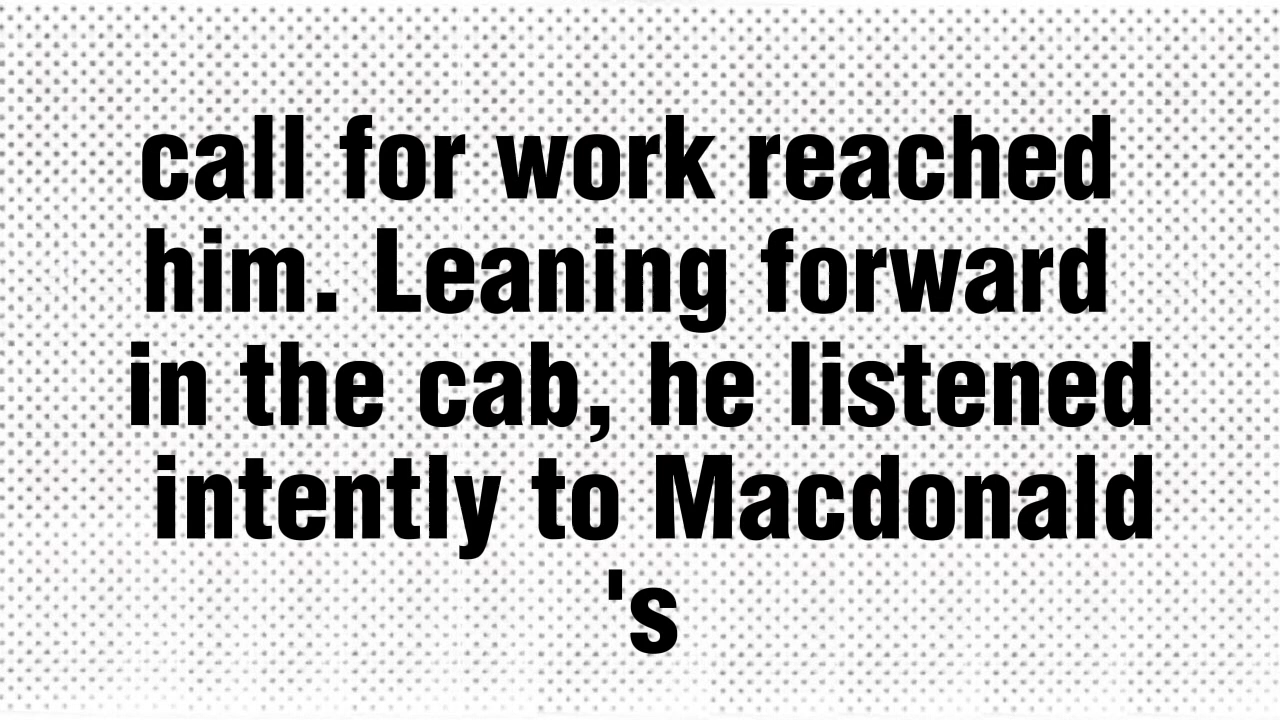 call for work reached
him. Leaning forward
in the cab, he listened
intently to Macdonald
's